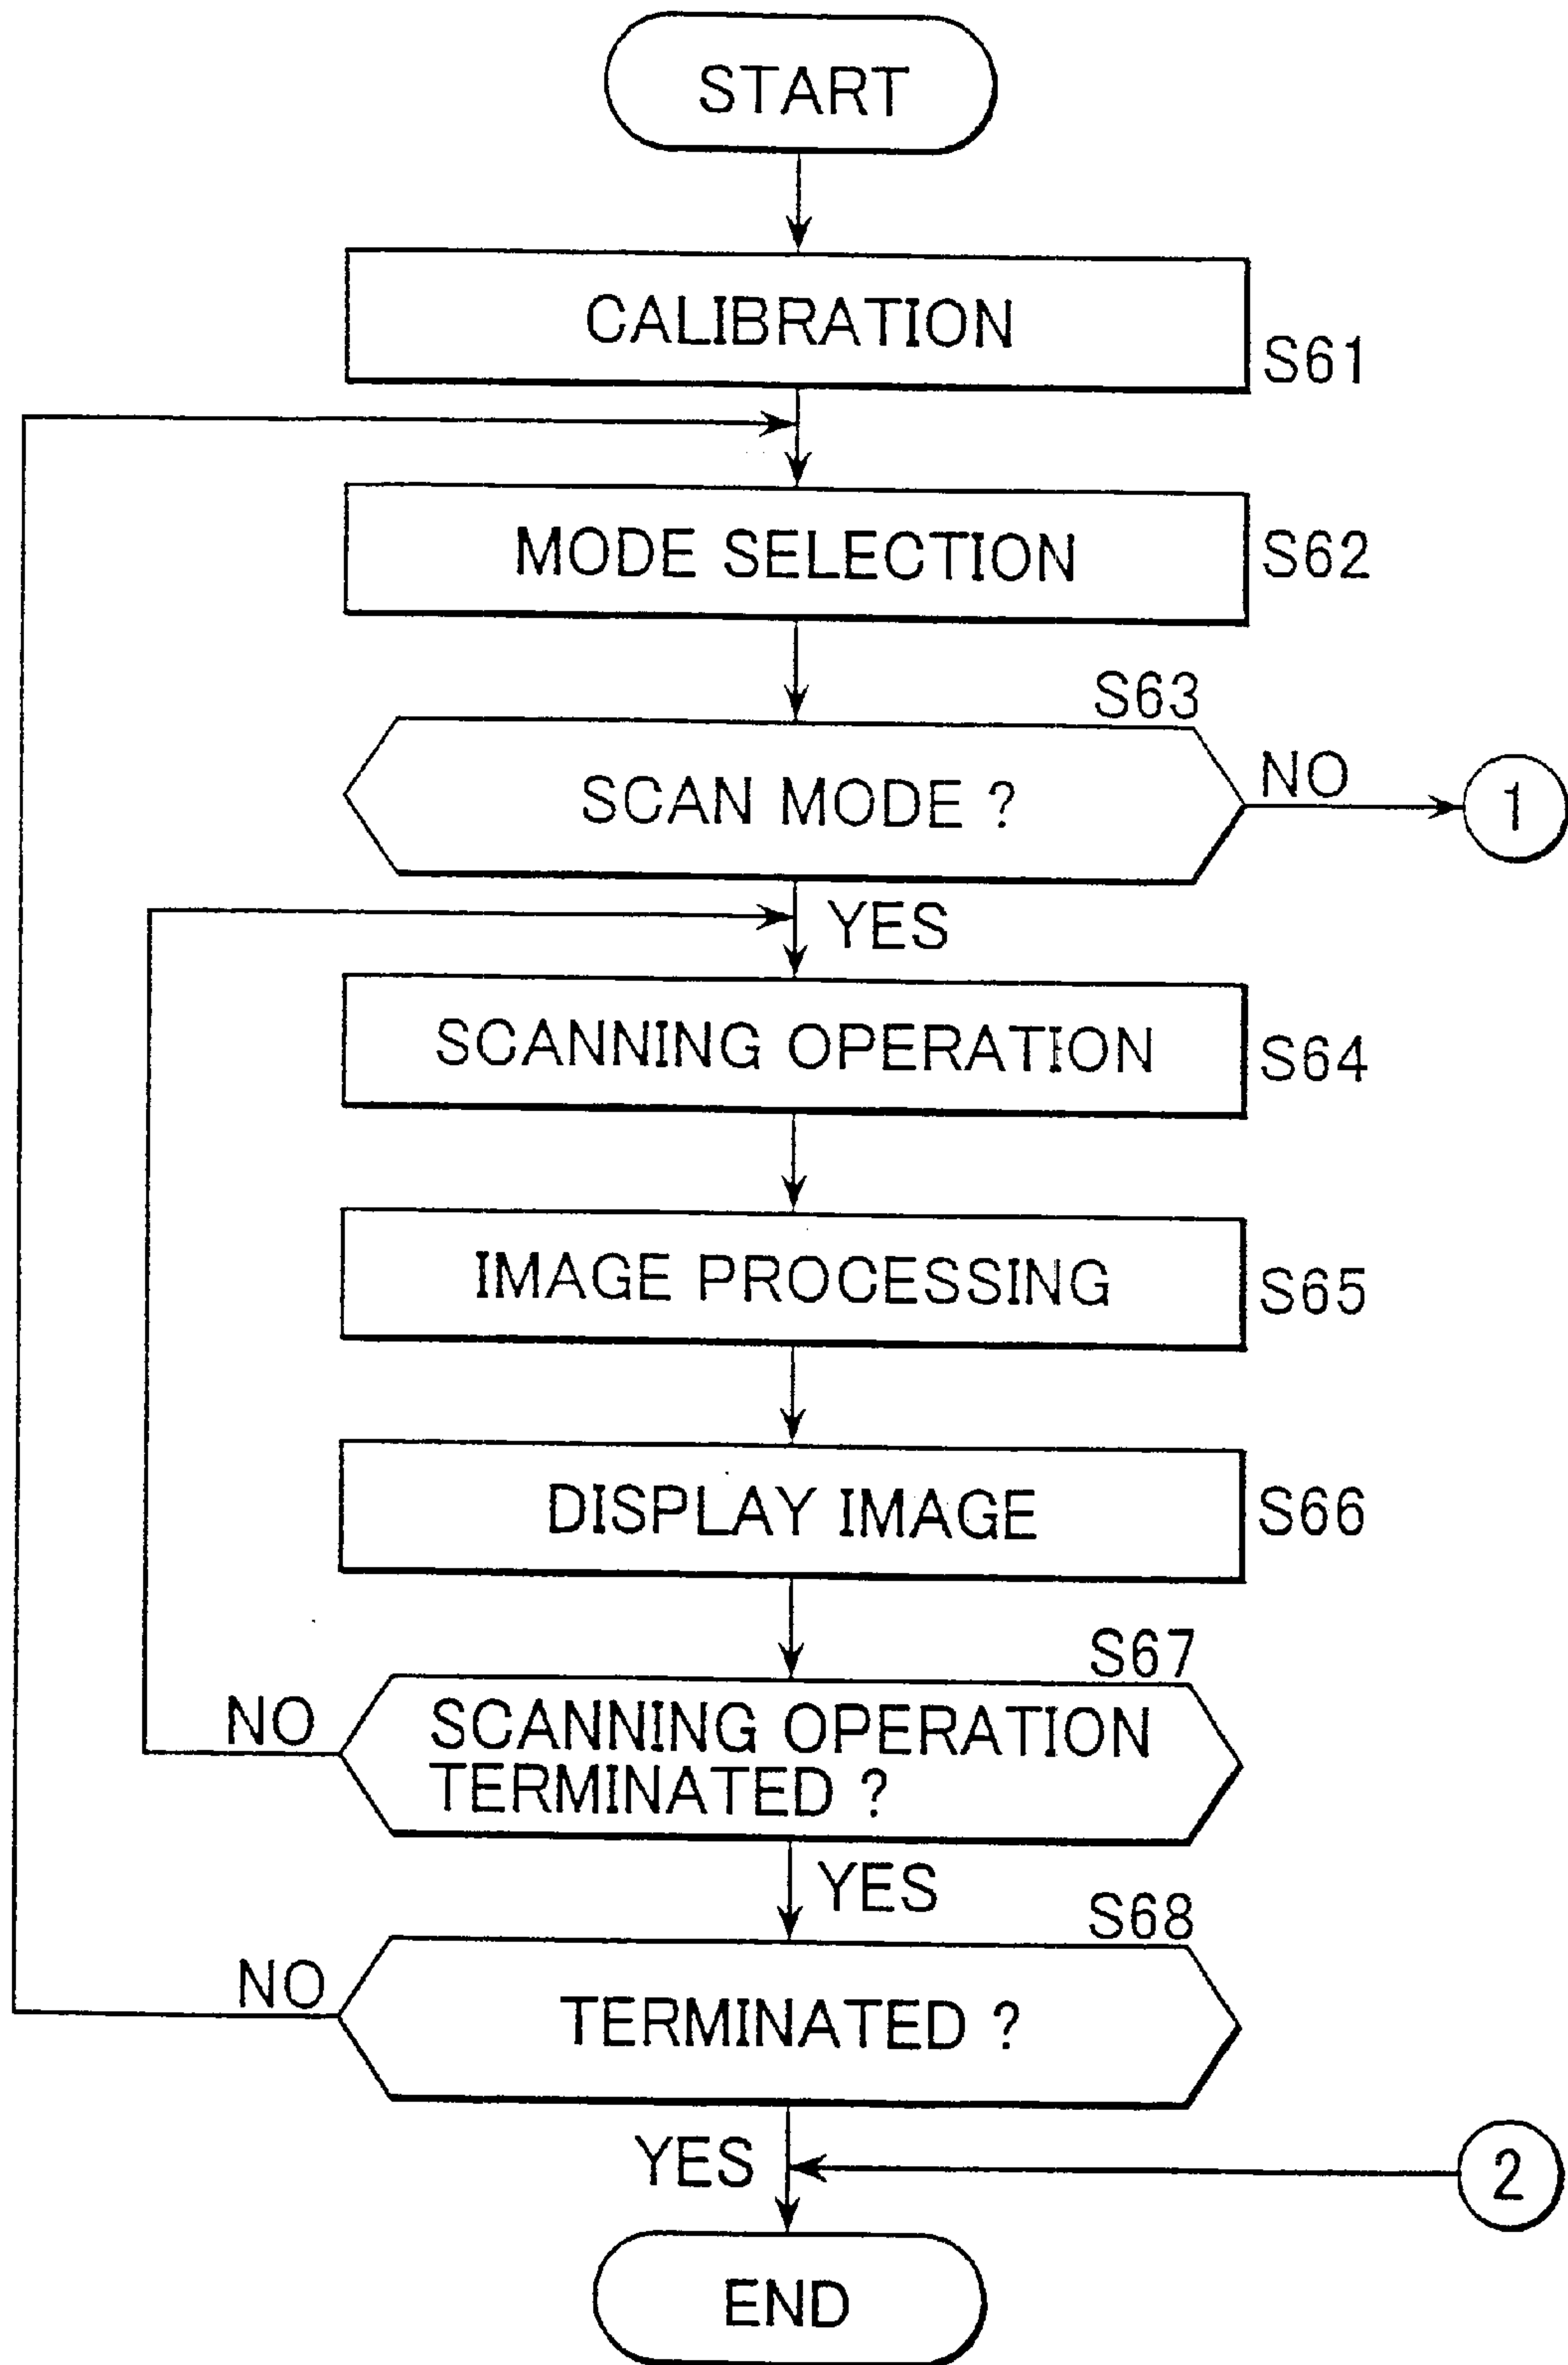 START
CALIBRATION
S61
MODE SELECTION
S62
S63
SCAN MODE ?
NO
1
YES
SCANNING OPERATION
S64
IMAGE PROCESSING
S65
DISPLAY IMAGE
S66
S67
NO
SCANNING OPERATION
TERMINATED ?
YES
S68
NO
TERMINATED ?
YES
2
END